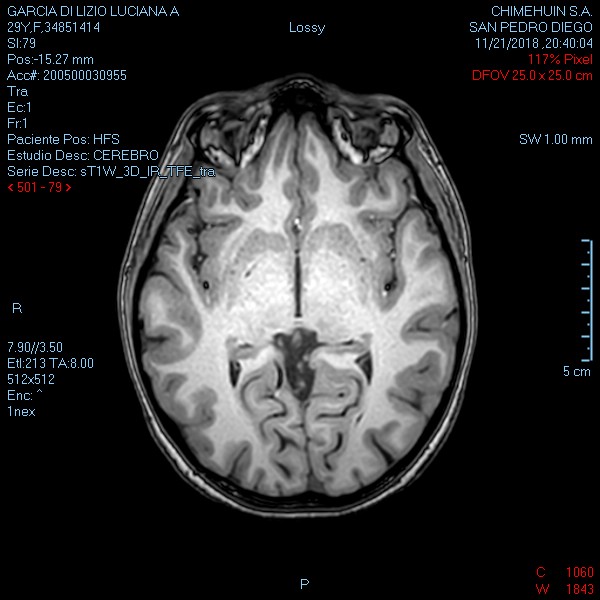 GARCIA DI LIZIO LUCIANA A
29Y,F,34851414
Sl:79
Pos:-15.27 mm
Acc#: 200500030955
Tra
Ec:1
Fr:1
Paciente Pos: HFS
Estudio Desc: CEREBRO
Serie Desc: sT1W_3D_IR_TFE_tra
< 501 - 79 >
Lossy
CHIMEHUIN S.A.
SAN PEDRO DIEGO
11/21/2018 ,20:40:04
117% Pixel
DFOV 25.0 x 25.0 cm
SW 1.00 mm
R
7.90//3.50
Etl:213 TA:8.00
512x512
Enc: ^
1nex
5 cm
P
C 1060
W 1843